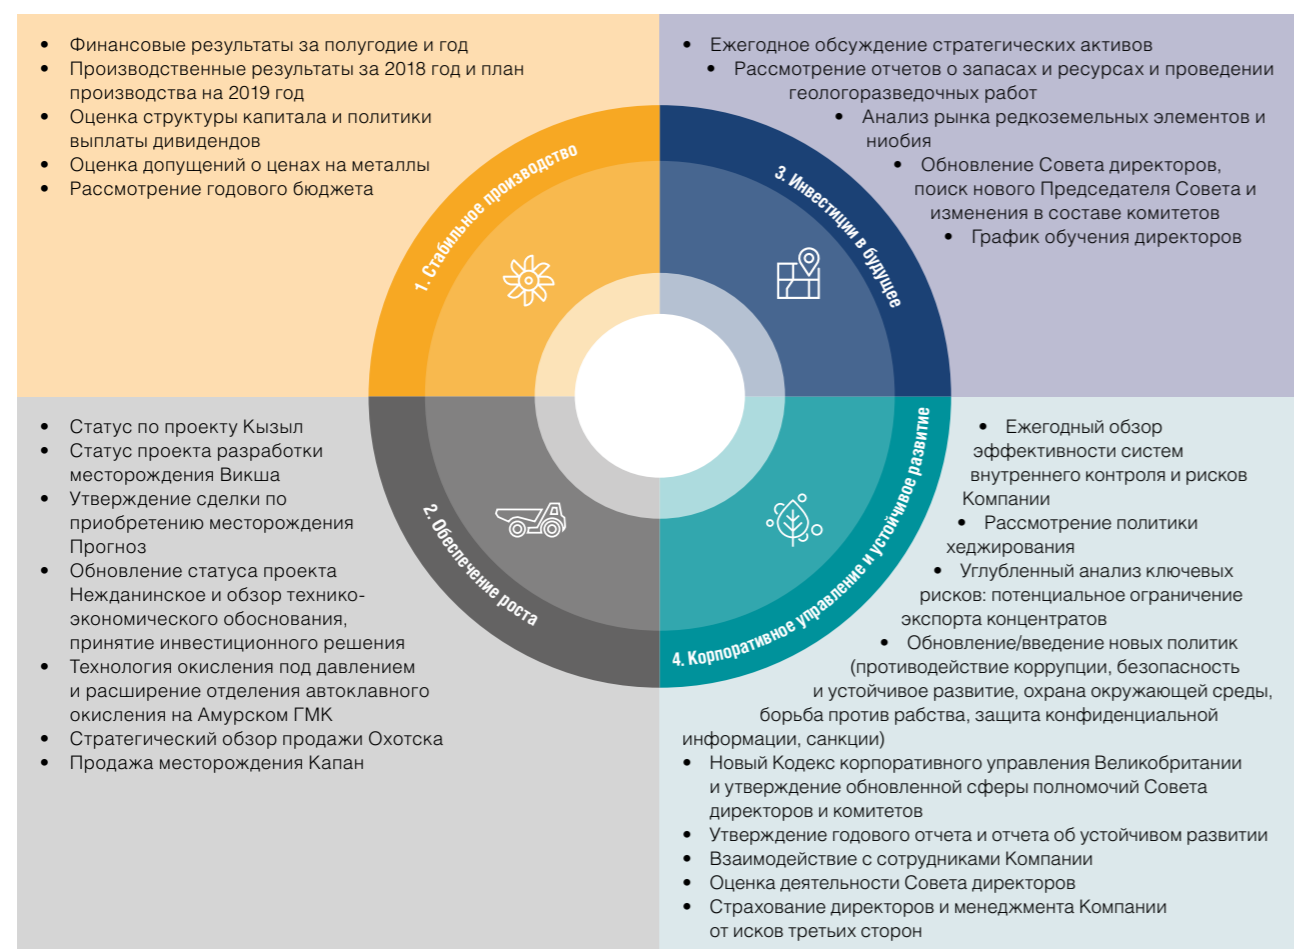 • Финансовые результаты за полугодие и год
• Производственные результаты за 2018 год и план
производства на 2019 год
• Оценка структуры капитала и политики
выплаты дивидендов
• Оценка допущений о ценах на металлы
• Рассмотрение годового бюджета
1. Стабильное производство
• Ежегодное обсуждение стратегических активов
• Рассмотрение отчетов о запасах и ресурсах и проведении
геологоразведочных работ
• Анализ рынка редкоземельных элементов и
ниобия
• Обновление Совета директоров,
поиск нового Председателя Совета и
изменения в составе комитетов
• График обучения директоров
3. Инвестиции в будущее
• Статус по проекту Кызыл
• Статус проекта разработки
месторождения Викша
• Утверждение сделки по
приобретению месторождения
Прогноз
• Обновление статуса проекта
Нежданинское и обзор технико-
экономического обоснования,
принятие инвестиционного решения
• Технология окисления под давлением
и расширение отделения автоклавного
окисления на Амурском ГМК
• Стратегический обзор продажи Охотска
• Продажа месторождения Капан
2. Обеспечение роста
4. Корпоративное управление и устойчивое развитие
• Ежегодный обзор
эффективности систем
внутреннего контроля и рисков
Компании
• Рассмотрение политики
хеджирования
• Углубленный анализ ключевых
рисков: потенциальное ограничение
экспорта концентратов
• Обновление/введение новых политик
(противодействие коррупции, безопасность
и устойчивое развитие, охрана окружающей среды,
борьба против рабства, защита конфиденциальной
информации, санкции)
• Новый Кодекс корпоративного управления Великобритании
и утверждение обновленной сферы полномочий Совета
директоров и комитетов
• Утверждение годового отчета и отчета об устойчивом развитии
• Взаимодействие с сотрудниками Компании
• Оценка деятельности Совета директоров
• Страхование директоров и менеджмента Компании
от исков третьих сторон